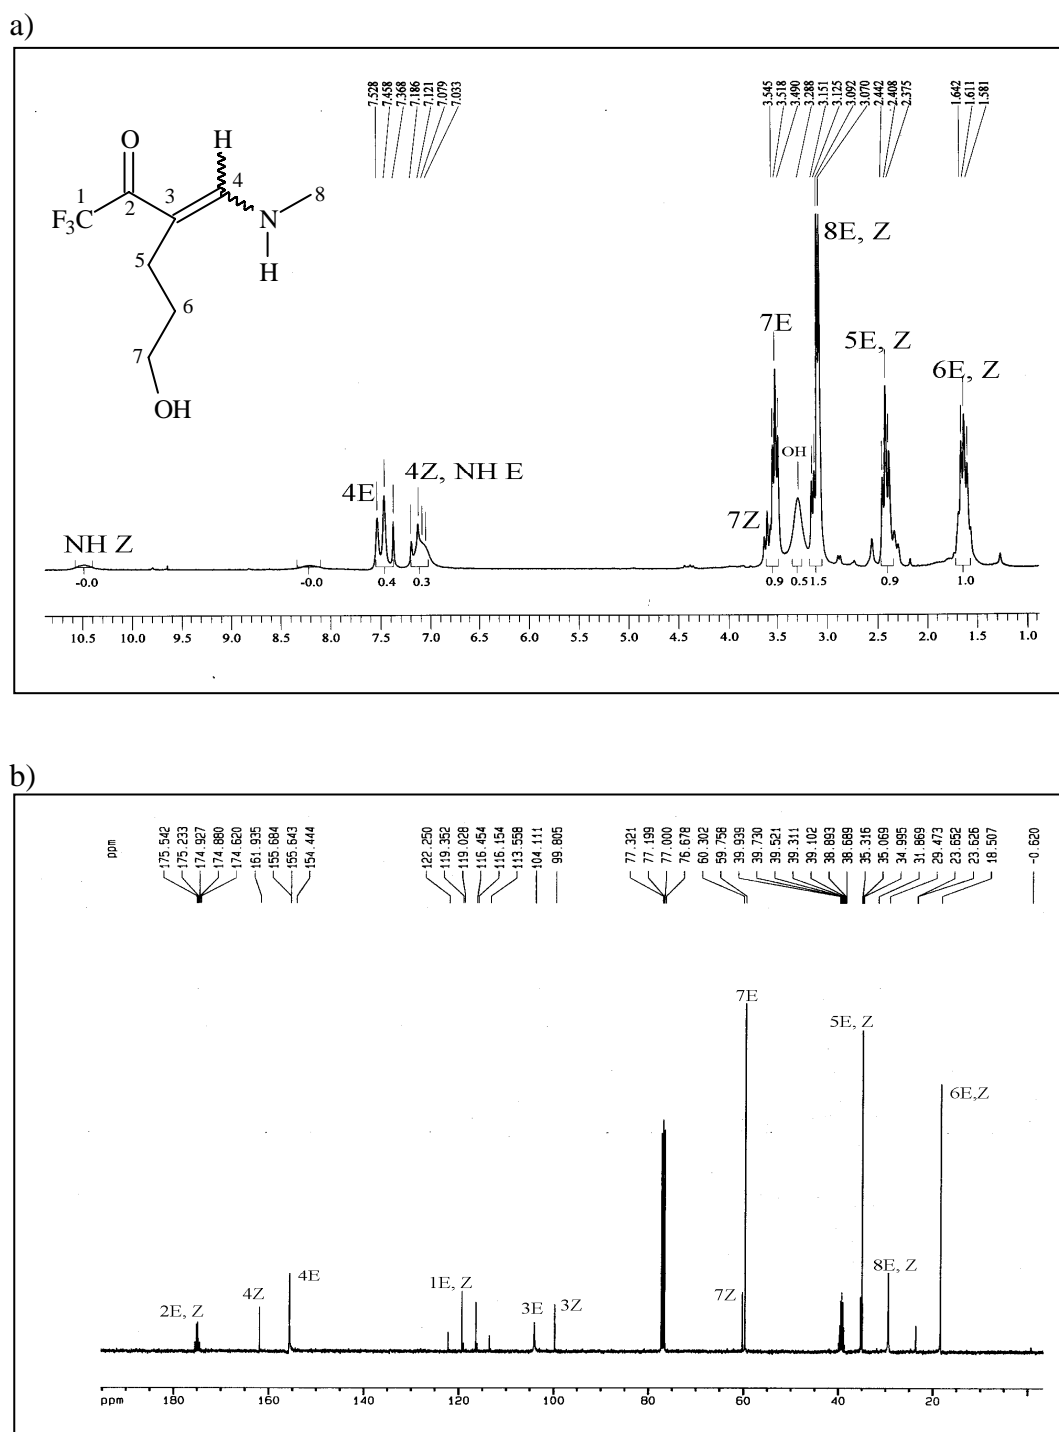 a)
7.528 7.458 7.368 7.186 7.121 7.079 7.033
3.545 3.518 3.490 3.288 3.151 3.125 3.092 3.070 2.442 2.408 2.375
1.642 1.611 1.581
O
H
1
2
3
4
8
F₃C
N
H
5
6
7
OH
8E, Z
7E
5E, Z
6E, Z
OH
4Z, NH E
4E
7Z
NH Z
-0.0 -0.0 0.4 0.3 0.9 0.5 1.5 0.9 1.0
10.5 10.0 9.5 9.0 8.5 8.0 7.5 7.0 6.5 6.0 5.5 5.0 4.5 4.0 3.5 3.0 2.5 2.0 1.5 1.0
b)
ppm
175.542 175.233 174.927 174.880 174.620 161.935 155.684 155.643 154.444
122.250 119.352 119.028 116.454 116.154 113.558 104.111 99.805
77.321 77.199 77.000 76.678 60.302 59.758 39.939 39.730 39.521 39.311 39.102 38.893 38.689 35.316 35.069 34.995 31.869 29.473 23.652 23.626 18.507
-0.620
7E
5E, Z
6E,Z
4E
1E, Z
8E, Z
4Z
7Z
2E, Z
3E
3Z
ppm 180 160 140 120 100 80 60 40 20